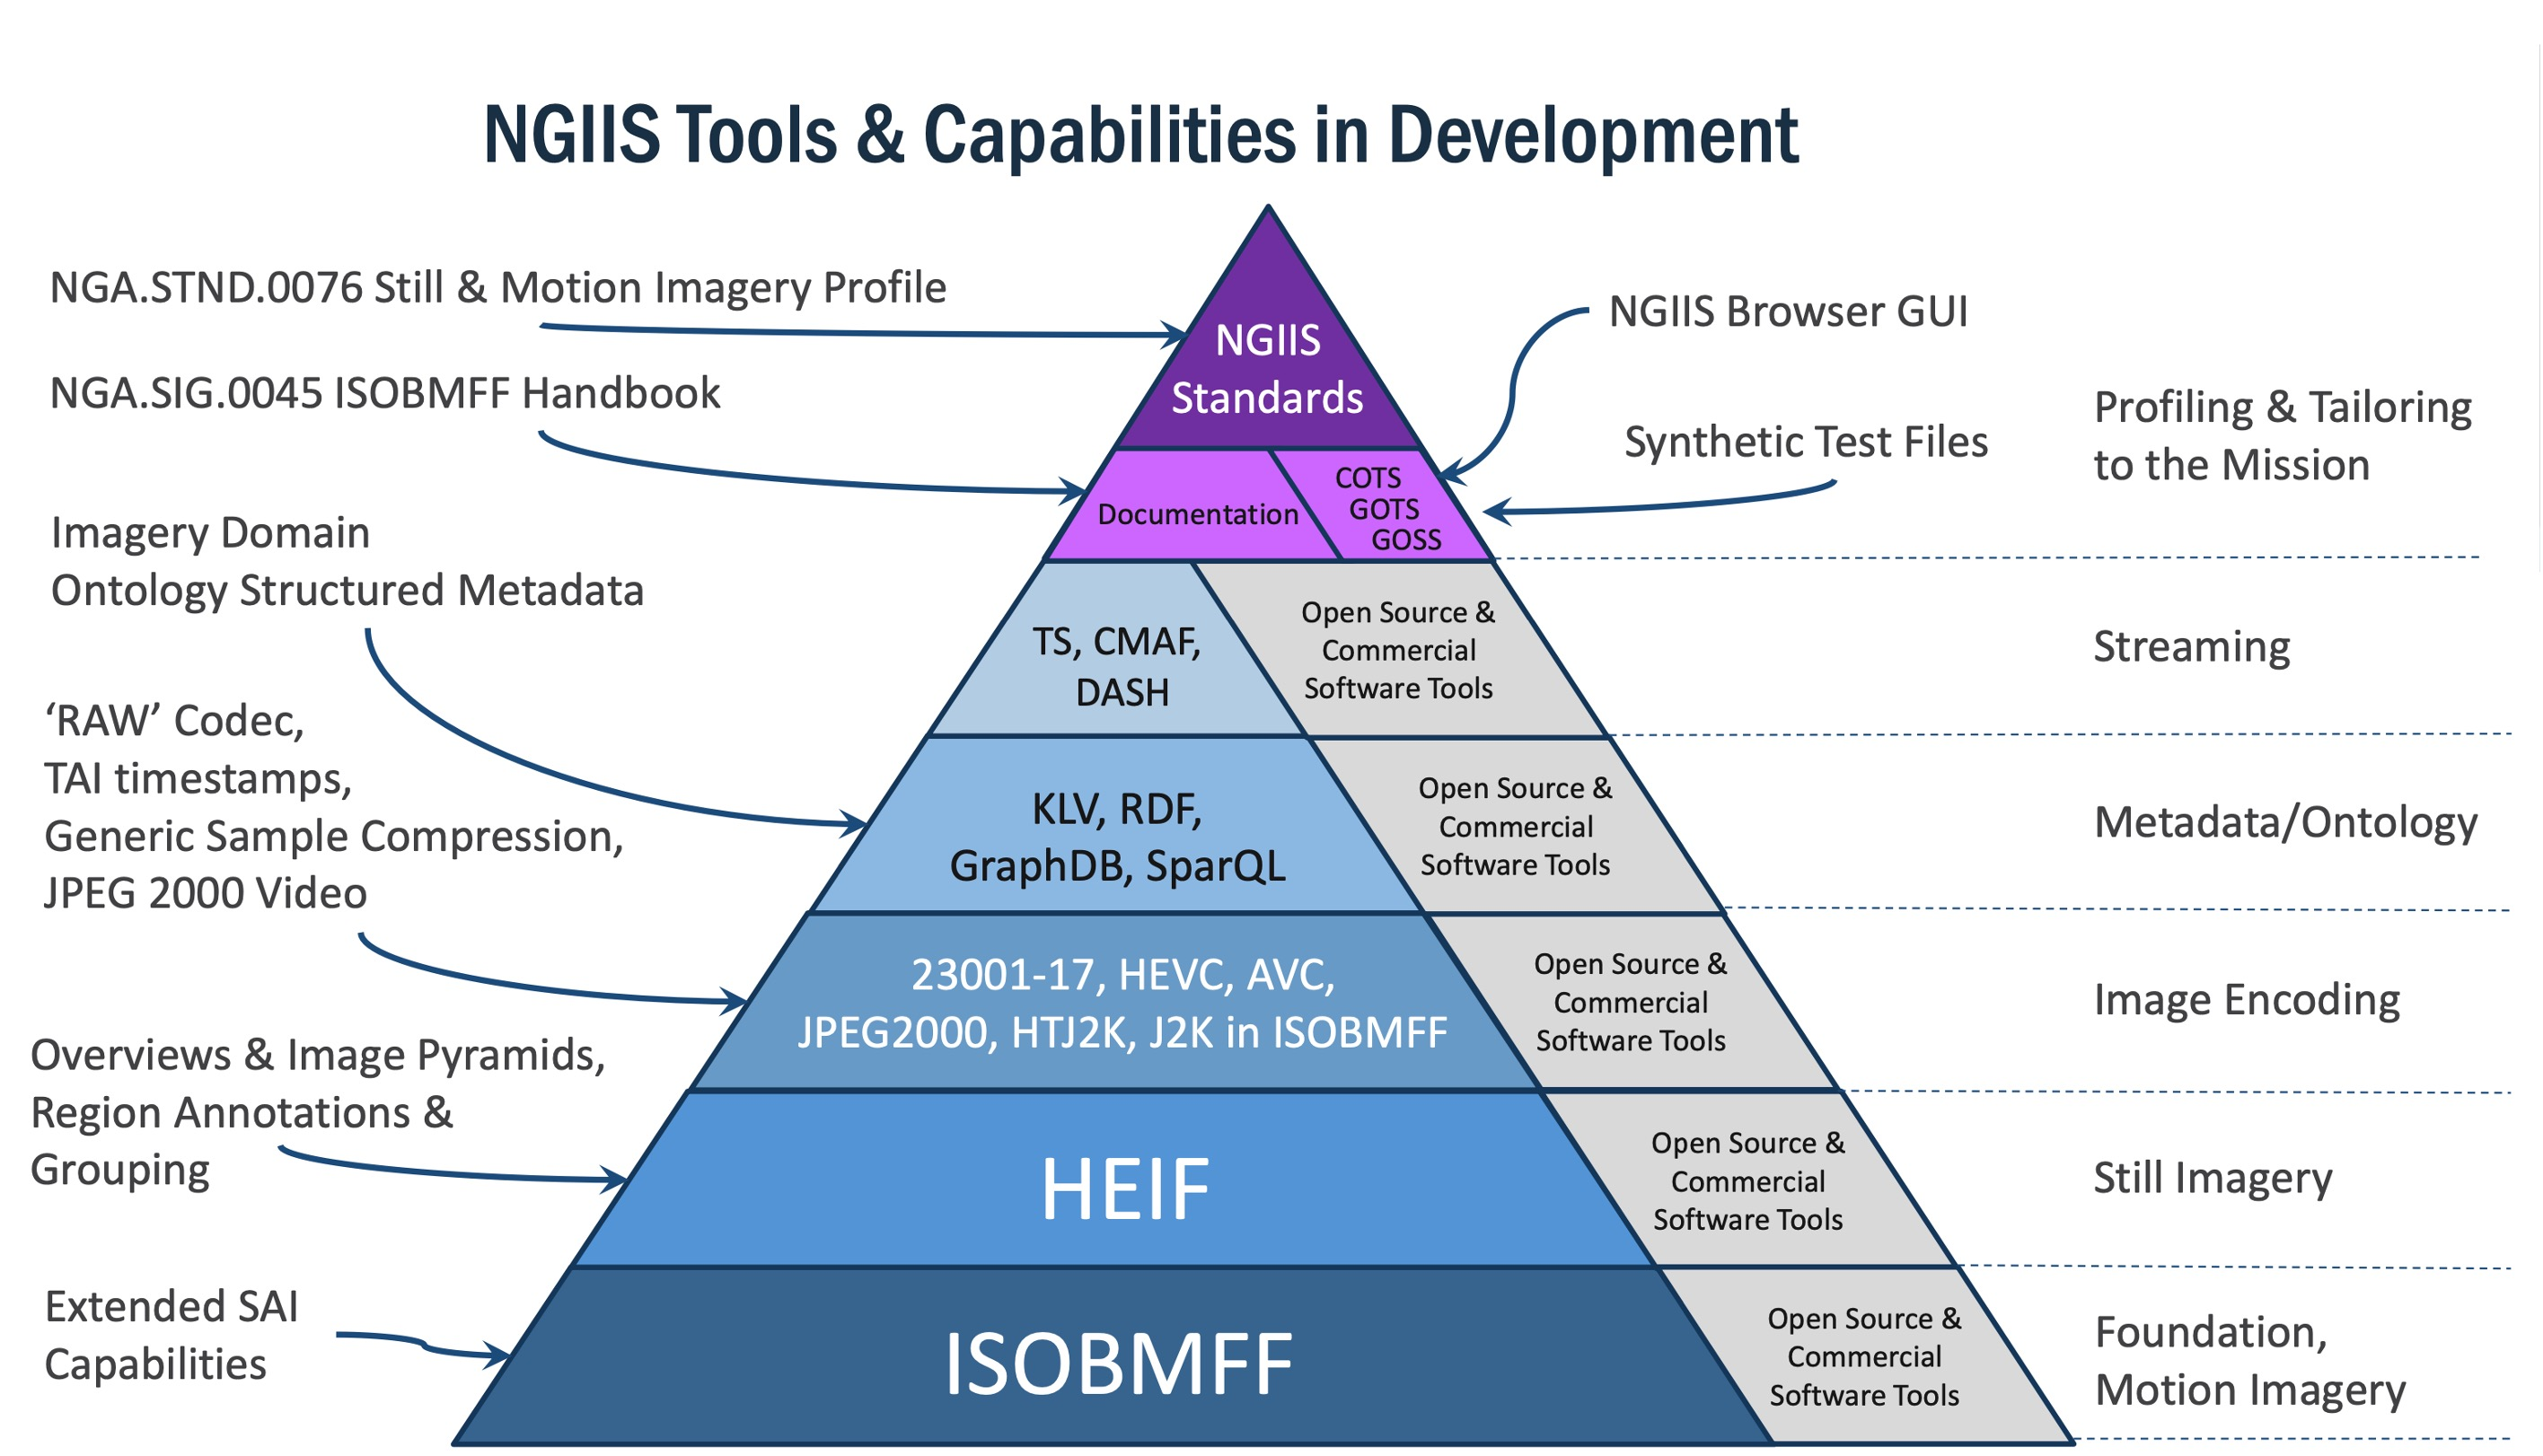 NGIIS Tools & Capabilities in Development
NGA.STND.0076 Still & Motion Imagery Profile
NGA.SIG.0045 ISOBMFF Handbook
Imagery Domain
Ontology Structured Metadata
‘RAW’ Codec,
TAI timestamps,
Generic Sample Compression,
JPEG 2000 Video
Overviews & Image Pyramids,
Region Annotations &
Grouping
Extended SAI
Capabilities
NGIIS
Standards
Documentation
COTS
GOTS
GOSS
TS, CMAF,
DASH
Open Source &
Commercial
Software Tools
KLV, RDF,
GraphDB, SparQL
Open Source &
Commercial
Software Tools
23001-17, HEVC, AVC,
JPEG2000, HTJ2K, J2K in ISOBMFF
Open Source &
Commercial
Software Tools
HEIF
Open Source &
Commercial
Software Tools
ISOBMFF
Open Source &
Commercial
Software Tools
NGIIS Browser GUI
Synthetic Test Files
Profiling & Tailoring
to the Mission
Streaming
Metadata/Ontology
Image Encoding
Still Imagery
Foundation,
Motion Imagery